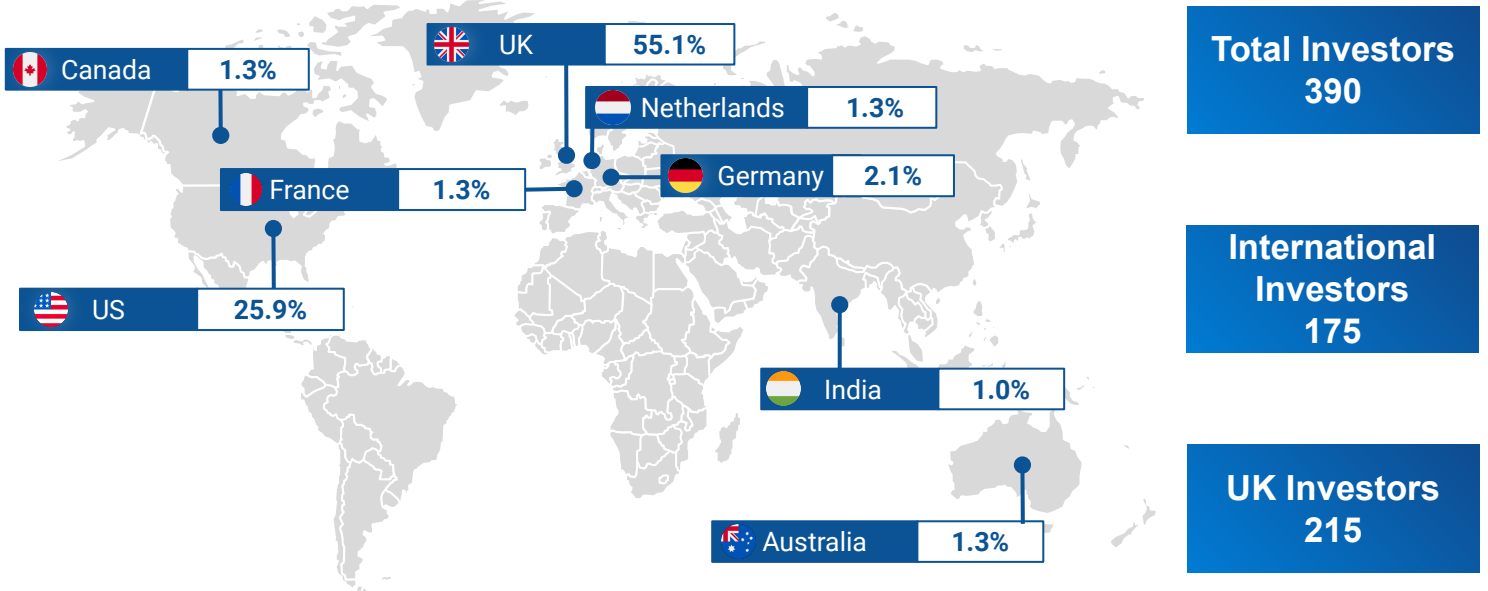 Canada 1.3%
UK 55.1%
Netherlands 1.3%
France 1.3%
Germany 2.1%
US 25.9%
India 1.0%
Australia 1.3%
Total Investors
390
International
Investors
175
UK Investors
215